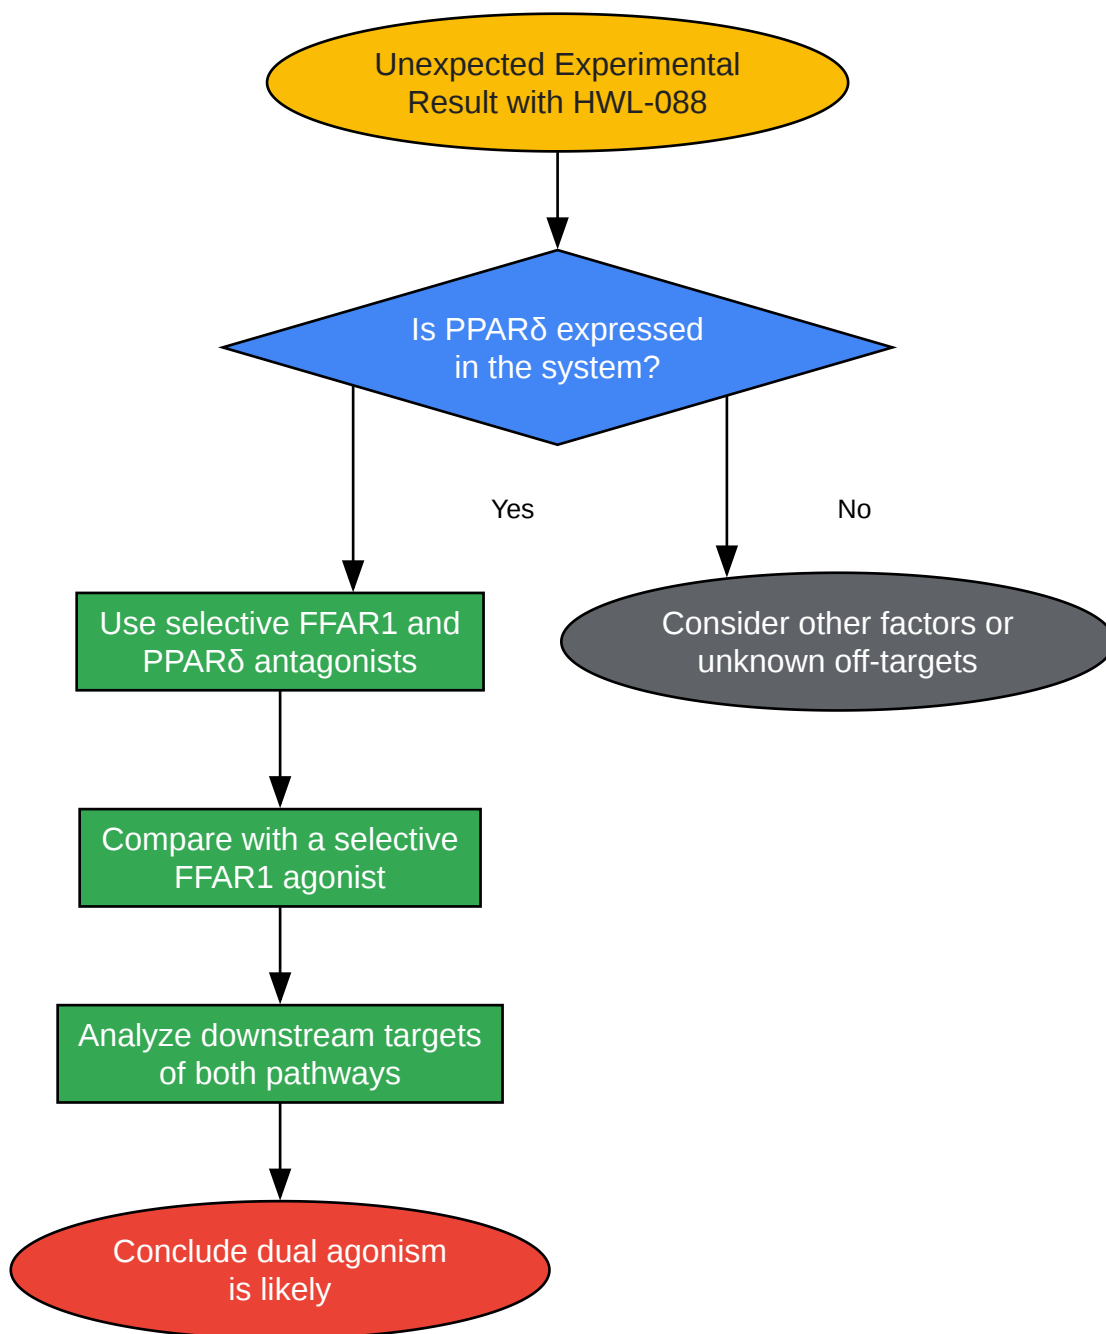 Unexpected Experimental
Result with HWL-088
Is PPARδ expressed
in the system?
Yes
No
Use selective FFAR1 and
PPARδ antagonists
Consider other factors or
unknown off-targets
Compare with a selective
FFAR1 agonist
Analyze downstream targets
of both pathways
Conclude dual agonism
is likely